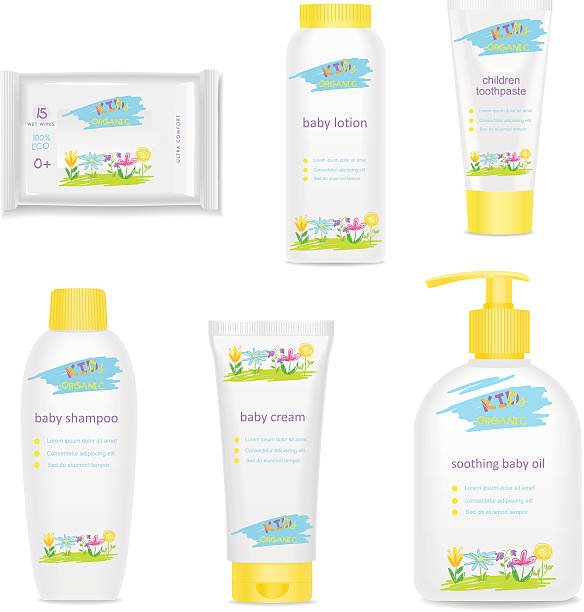 KIDS
ORGANIC
15
WET WIPES
100%
ECO
0+
ULTRA COMFORT
KIDS
ORGANIC
baby lotion
Lorem ipsum dolor sit amet
Consectetur adipiscing elit
Sed do eiusmod tempor
KIDS
ORGANIC
children
toothpaste
Lorem ipsum dolor sit amet
Consectetur adipiscing elit
Sed do eiusmod tempor
KIDS
ORGANIC
baby shampoo
Lorem ipsum dolor sit amet
Consectetur adipiscing elit
Sed do eiusmod tempor
baby cream
Lorem ipsum dolor sit amet
Consectetur adipiscing elit
Sed do eiusmod tempor
KIDS
ORGANIC
KIDS
ORGANIC
soothing baby oil
Lorem ipsum dolor sit amet
Consectetur adipiscing elit
Sed do eiusmod tempor